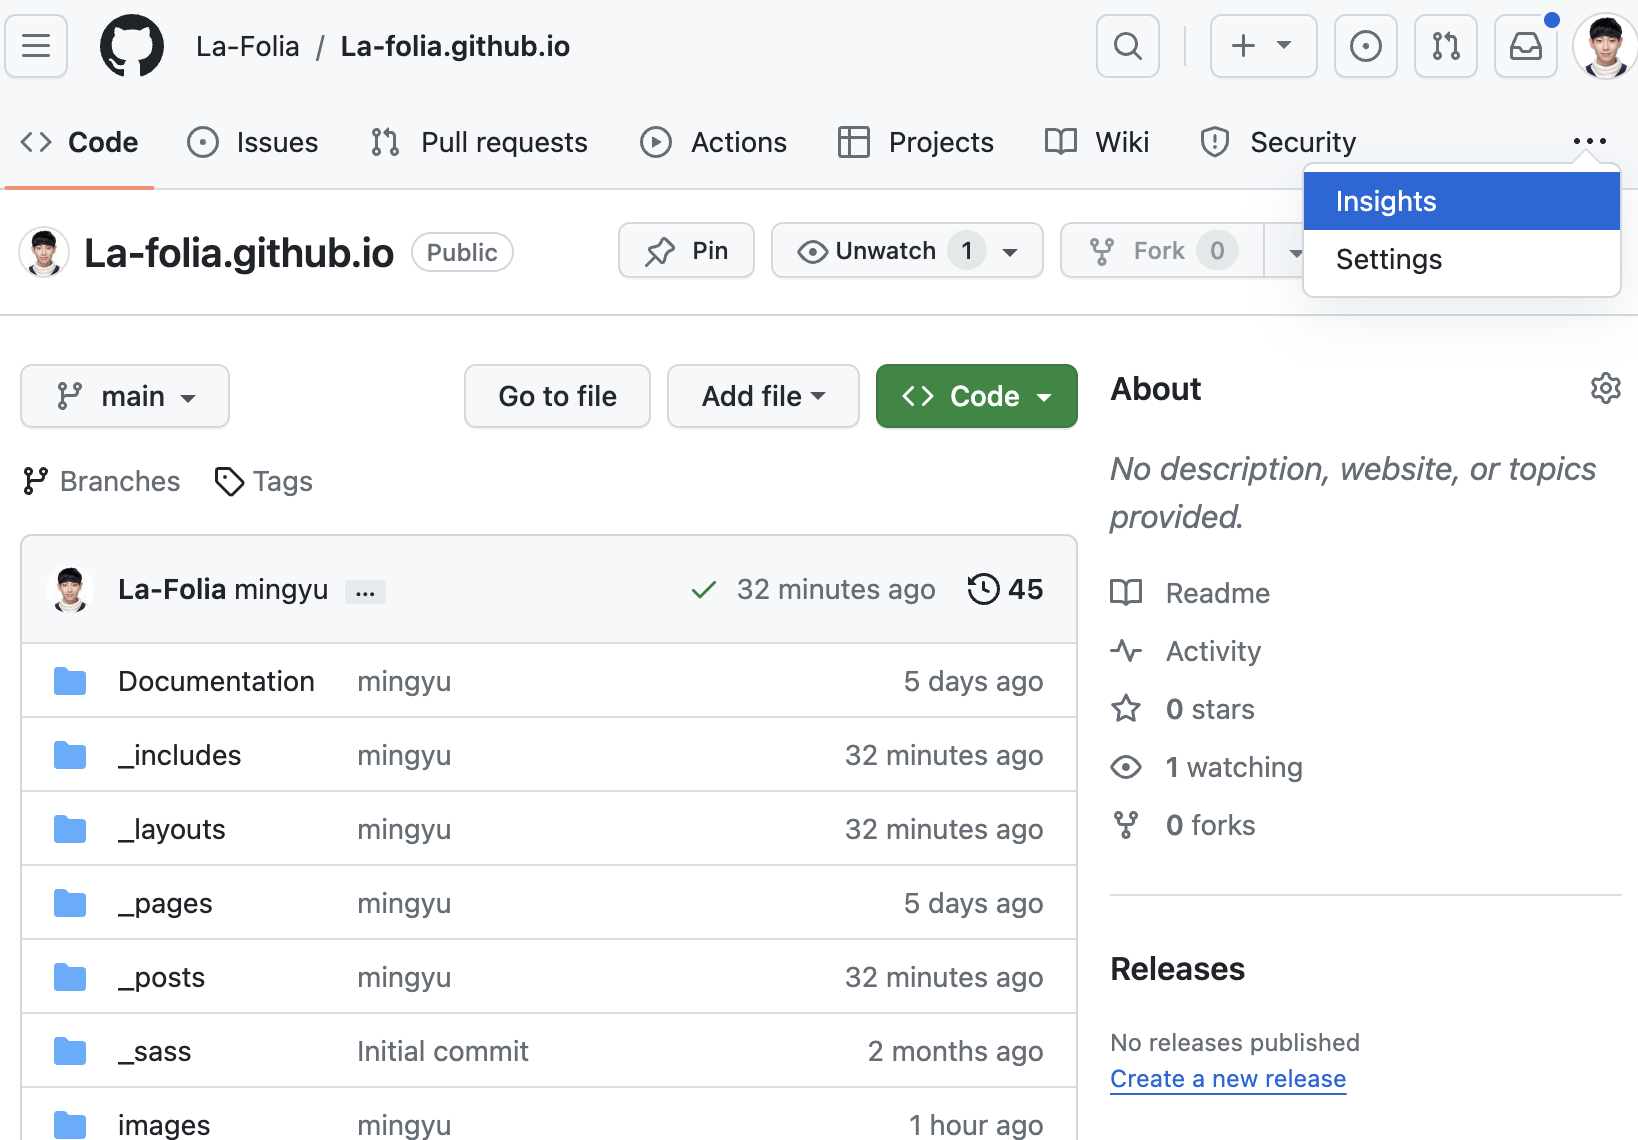 La-Folia / La-folia.github.io
Code Issues Pull requests Actions Projects Wiki Security ...
Insights
Settings
La-folia.github.io Public Pin Unwatch 1 Fork 0
main Go to file Add file Code
Branches Tags
La-Folia mingyu ... 32 minutes ago 45
Documentation mingyu 5 days ago
_includes mingyu 32 minutes ago
_layouts mingyu 32 minutes ago
_pages mingyu 5 days ago
_posts mingyu 32 minutes ago
_sass Initial commit 2 months ago
images mingyu 1 hour ago
About
No description, website, or topics
provided.
Readme
Activity
0 stars
1 watching
0 forks
Releases
No releases published
Create a new release